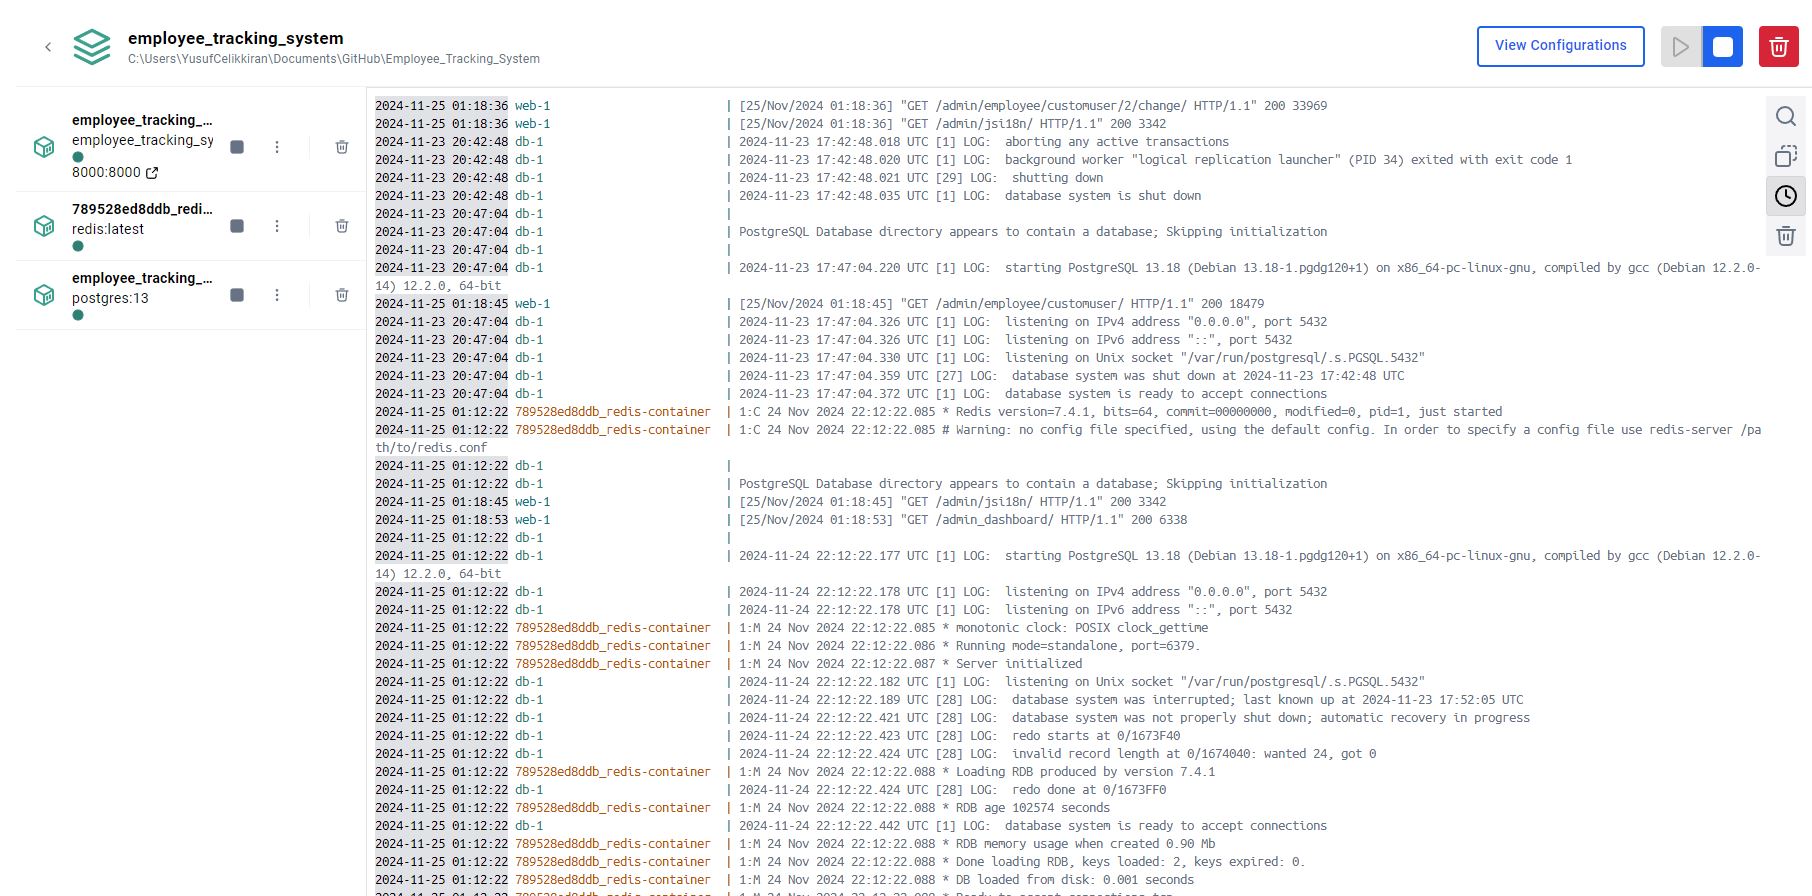 employee_tracking_system
C:\Users\YusufCelikkiran\Documents\GitHub\Employee_Tracking_System
View Configurations
employee_tracking_...
employee_tracking_sy
8000:8000
789528ed8ddb_redi...
redis:latest
employee_tracking_...
postgres:13
2024-11-25 01:18:36 web-1 | [25/Nov/2024 01:18:36] "GET /admin/employee/customuser/2/change/ HTTP/1.1" 200 33969
2024-11-25 01:18:36 web-1 | [25/Nov/2024 01:18:36] "GET /admin/jsi18n/ HTTP/1.1" 200 3342
2024-11-23 20:42:48 db-1 | 2024-11-23 17:42:48.018 UTC [1] LOG:  aborting any active transactions
2024-11-23 20:42:48 db-1 | 2024-11-23 17:42:48.020 UTC [1] LOG:  background worker "logical replication launcher" (PID 34) exited with exit code 1
2024-11-23 20:42:48 db-1 | 2024-11-23 17:42:48.021 UTC [29] LOG:  shutting down
2024-11-23 20:42:48 db-1 | 2024-11-23 17:42:48.035 UTC [1] LOG:  database system is shut down
2024-11-23 20:47:04 db-1 |
2024-11-23 20:47:04 db-1 | PostgreSQL Database directory appears to contain a database; Skipping initialization
2024-11-23 20:47:04 db-1 |
2024-11-23 20:47:04 db-1 | 2024-11-23 17:47:04.220 UTC [1] LOG:  starting PostgreSQL 13.18 (Debian 13.18-1.pgdg120+1) on x86_64-pc-linux-gnu, compiled by gcc (Debian 12.2.0-
14) 12.2.0, 64-bit
2024-11-25 01:18:45 web-1 | [25/Nov/2024 01:18:45] "GET /admin/employee/customuser/ HTTP/1.1" 200 18479
2024-11-23 20:47:04 db-1 | 2024-11-23 17:47:04.326 UTC [1] LOG:  listening on IPv4 address "0.0.0.0", port 5432
2024-11-23 20:47:04 db-1 | 2024-11-23 17:47:04.326 UTC [1] LOG:  listening on IPv6 address "::", port 5432
2024-11-23 20:47:04 db-1 | 2024-11-23 17:47:04.330 UTC [1] LOG:  listening on Unix socket "/var/run/postgresql/.s.PGSQL.5432"
2024-11-23 20:47:04 db-1 | 2024-11-23 17:47:04.359 UTC [27] LOG:  database system was shut down at 2024-11-23 17:42:48 UTC
2024-11-23 20:47:04 db-1 | 2024-11-23 17:47:04.372 UTC [1] LOG:  database system is ready to accept connections
2024-11-25 01:12:22 789528ed8ddb_redis-container | 1:C 24 Nov 2024 22:12:22.085 * Redis version=7.4.1, bits=64, commit=00000000, modified=0, pid=1, just started
2024-11-25 01:12:22 789528ed8ddb_redis-container | 1:C 24 Nov 2024 22:12:22.085 # Warning: no config file specified, using the default config. In order to specify a config file use redis-server /pa
th/to/redis.conf
2024-11-25 01:12:22 db-1 |
2024-11-25 01:12:22 db-1 | PostgreSQL Database directory appears to contain a database; Skipping initialization
2024-11-25 01:18:45 web-1 | [25/Nov/2024 01:18:45] "GET /admin/jsi18n/ HTTP/1.1" 200 3342
2024-11-25 01:18:53 web-1 | [25/Nov/2024 01:18:53] "GET /admin_dashboard/ HTTP/1.1" 200 6338
2024-11-25 01:12:22 db-1 |
2024-11-25 01:12:22 db-1 | 2024-11-24 22:12:22.177 UTC [1] LOG:  starting PostgreSQL 13.18 (Debian 13.18-1.pgdg120+1) on x86_64-pc-linux-gnu, compiled by gcc (Debian 12.2.0-
14) 12.2.0, 64-bit
2024-11-25 01:12:22 db-1 | 2024-11-24 22:12:22.178 UTC [1] LOG:  listening on IPv4 address "0.0.0.0", port 5432
2024-11-25 01:12:22 db-1 | 2024-11-24 22:12:22.178 UTC [1] LOG:  listening on IPv6 address "::", port 5432
2024-11-25 01:12:22 789528ed8ddb_redis-container | 1:M 24 Nov 2024 22:12:22.085 * monotonic clock: POSIX clock_gettime
2024-11-25 01:12:22 789528ed8ddb_redis-container | 1:M 24 Nov 2024 22:12:22.086 * Running mode=standalone, port=6379.
2024-11-25 01:12:22 789528ed8ddb_redis-container | 1:M 24 Nov 2024 22:12:22.087 * Server initialized
2024-11-25 01:12:22 db-1 | 2024-11-24 22:12:22.182 UTC [1] LOG:  listening on Unix socket "/var/run/postgresql/.s.PGSQL.5432"
2024-11-25 01:12:22 db-1 | 2024-11-24 22:12:22.189 UTC [28] LOG:  database system was interrupted; last known up at 2024-11-23 17:52:05 UTC
2024-11-25 01:12:22 db-1 | 2024-11-24 22:12:22.421 UTC [28] LOG:  database system was not properly shut down; automatic recovery in progress
2024-11-25 01:12:22 db-1 | 2024-11-24 22:12:22.423 UTC [28] LOG:  redo starts at 0/1673F40
2024-11-25 01:12:22 db-1 | 2024-11-24 22:12:22.424 UTC [28] LOG:  invalid record length at 0/1674040: wanted 24, got 0
2024-11-25 01:12:22 789528ed8ddb_redis-container | 1:M 24 Nov 2024 22:12:22.088 * Loading RDB produced by version 7.4.1
2024-11-25 01:12:22 db-1 | 2024-11-24 22:12:22.424 UTC [28] LOG:  redo done at 0/1673FF0
2024-11-25 01:12:22 789528ed8ddb_redis-container | 1:M 24 Nov 2024 22:12:22.088 * RDB age 102574 seconds
2024-11-25 01:12:22 db-1 | 2024-11-24 22:12:22.442 UTC [1] LOG:  database system is ready to accept connections
2024-11-25 01:12:22 789528ed8ddb_redis-container | 1:M 24 Nov 2024 22:12:22.088 * RDB memory usage when created 0.90 Mb
2024-11-25 01:12:22 789528ed8ddb_redis-container | 1:M 24 Nov 2024 22:12:22.088 * Done loading RDB, keys loaded: 2, keys expired: 0.
2024-11-25 01:12:22 789528ed8ddb_redis-container | 1:M 24 Nov 2024 22:12:22.088 * DB loaded from disk: 0.001 seconds